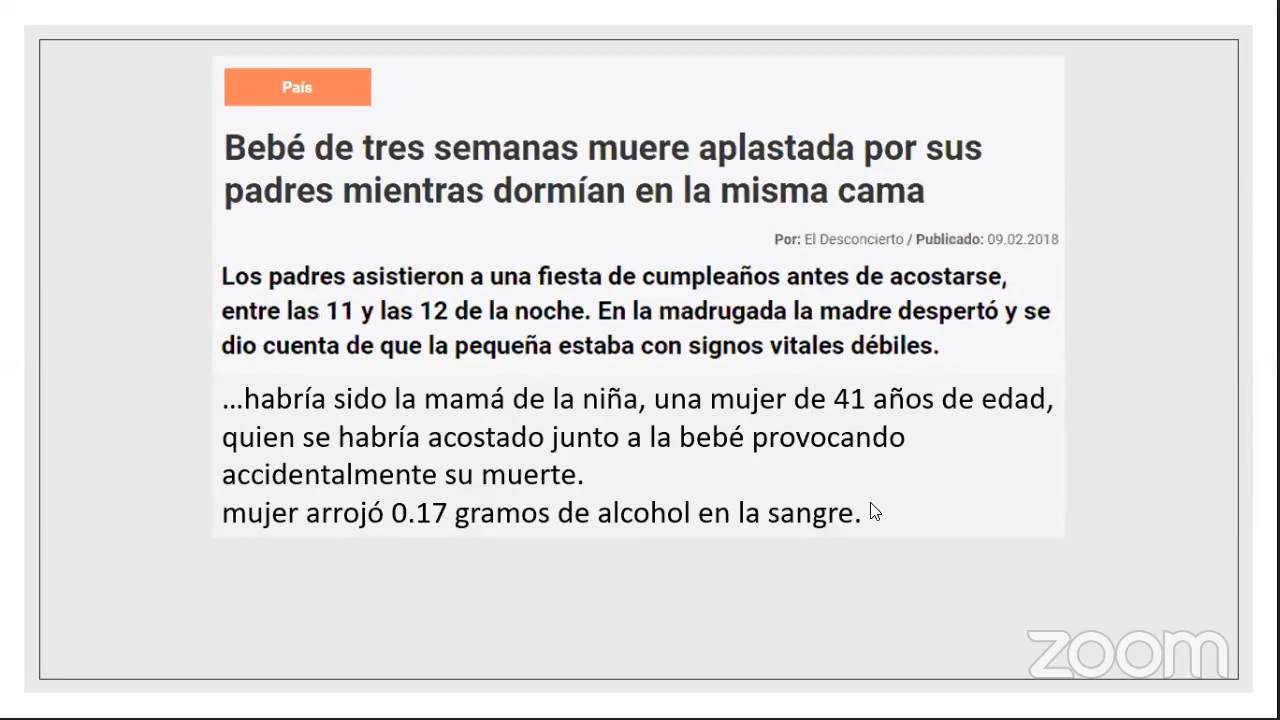 País
Bebé de tres semanas muere aplastada por sus
padres mientras dormían en la misma cama
Por: El Desconcierto / Publicado: 09.02.2018
Los padres asistieron a una fiesta de cumpleaños antes de acostarse,
entre las 11 y las 12 de la noche. En la madrugada la madre despertó y se
dio cuenta de que la pequeña estaba con signos vitales débiles.
...habría sido la mamá de la niña, una mujer de 41 años de edad,
quien se habría acostado junto a la bebé provocando
accidentalmente su muerte.
mujer arrojó 0.17 gramos de alcohol en la sangre.
zoom